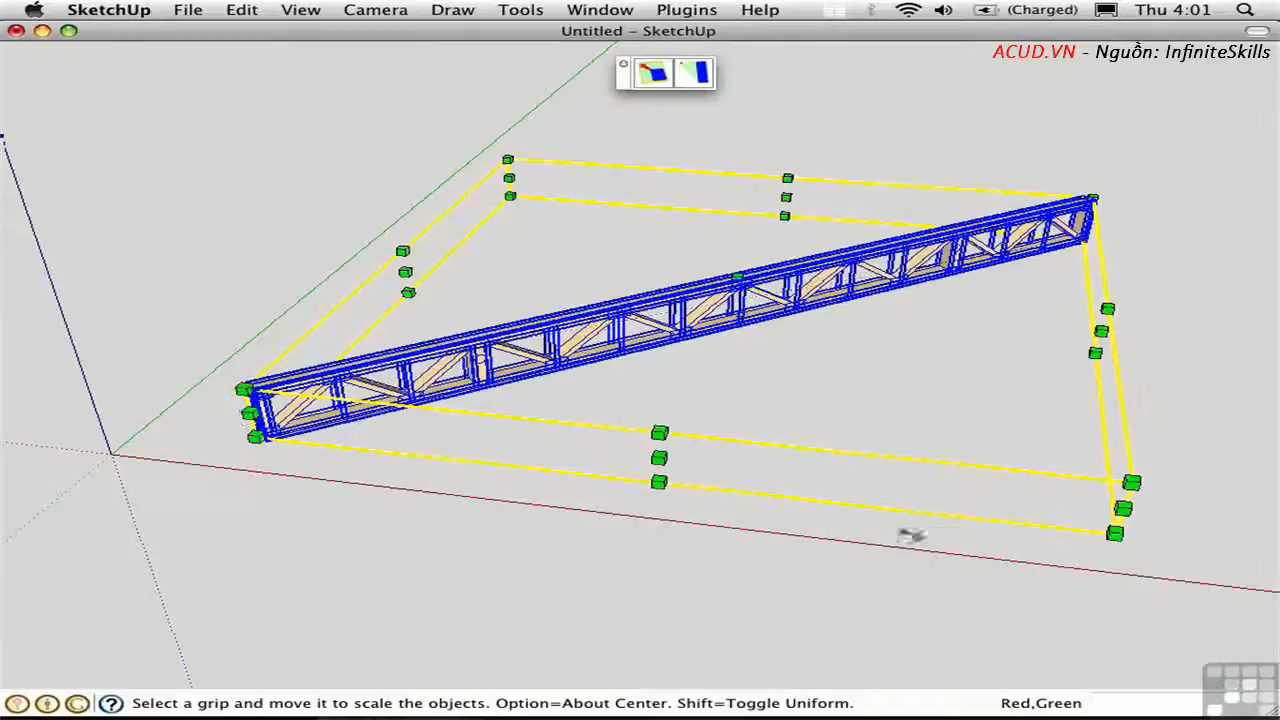 SketchUp File Edit View Camera Draw Tools Window Plugins Help (Charged) Thu 4:01
Untitled - SketchUp
ACUD.VN - Nguồn: InfiniteSkills
Select a grip and move it to scale the objects. Option=About Center. Shift=Toggle Uniform. Red,Green